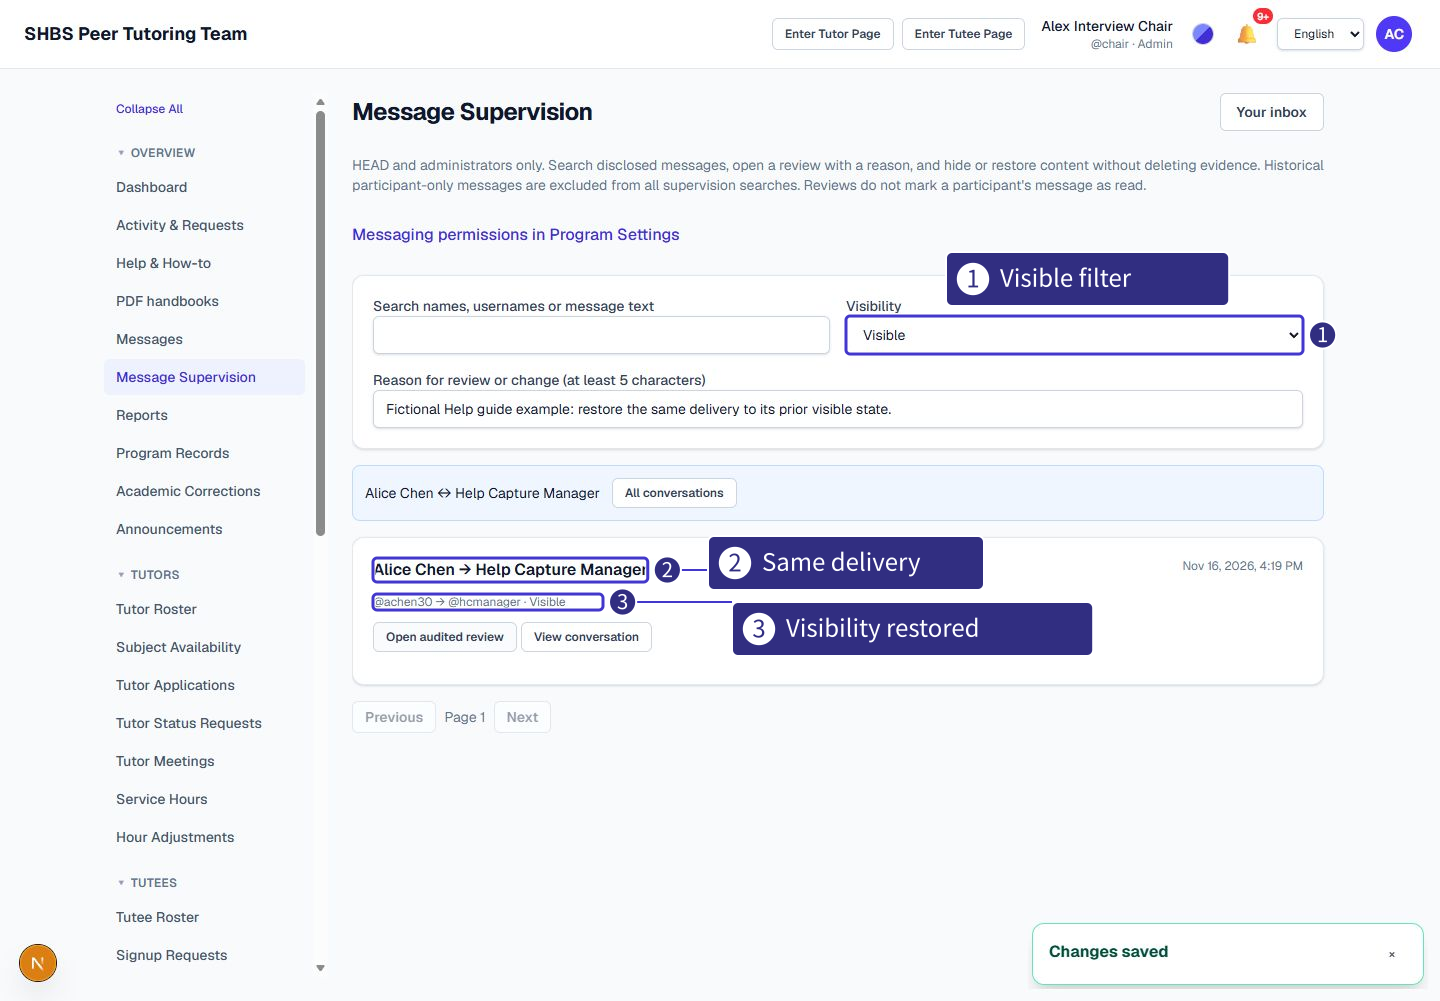 SHBS Peer Tutoring Team
Enter Tutor Page
Enter Tutee Page
Alex Interview Chair
@chair · Admin
9+
English
AC
Collapse All
OVERVIEW
Dashboard
Activity & Requests
Help & How-to
PDF handbooks
Messages
Message Supervision
Reports
Program Records
Academic Corrections
Announcements
TUTORS
Tutor Roster
Subject Availability
Tutor Applications
Tutor Status Requests
Tutor Meetings
Service Hours
Hour Adjustments
TUTEES
Tutee Roster
Signup Requests
N
Message Supervision
Your inbox
HEAD and administrators only. Search disclosed messages, open a review with a reason, and hide or restore content without deleting evidence. Historical
participant-only messages are excluded from all supervision searches. Reviews do not mark a participant's message as read.
Messaging permissions in Program Settings
1 Visible filter
Search names, usernames or message text
Visibility
Visible
1
Reason for review or change (at least 5 characters)
Fictional Help guide example: restore the same delivery to its prior visible state.
Alice Chen ↔ Help Capture Manager
All conversations
Alice Chen → Help Capture Manager
2
2 Same delivery
Nov 16, 2026, 4:19 PM
@achen30 → @hcmanager · Visible
3
3 Visibility restored
Open audited review
View conversation
Previous
Page 1
Next
Changes saved
×